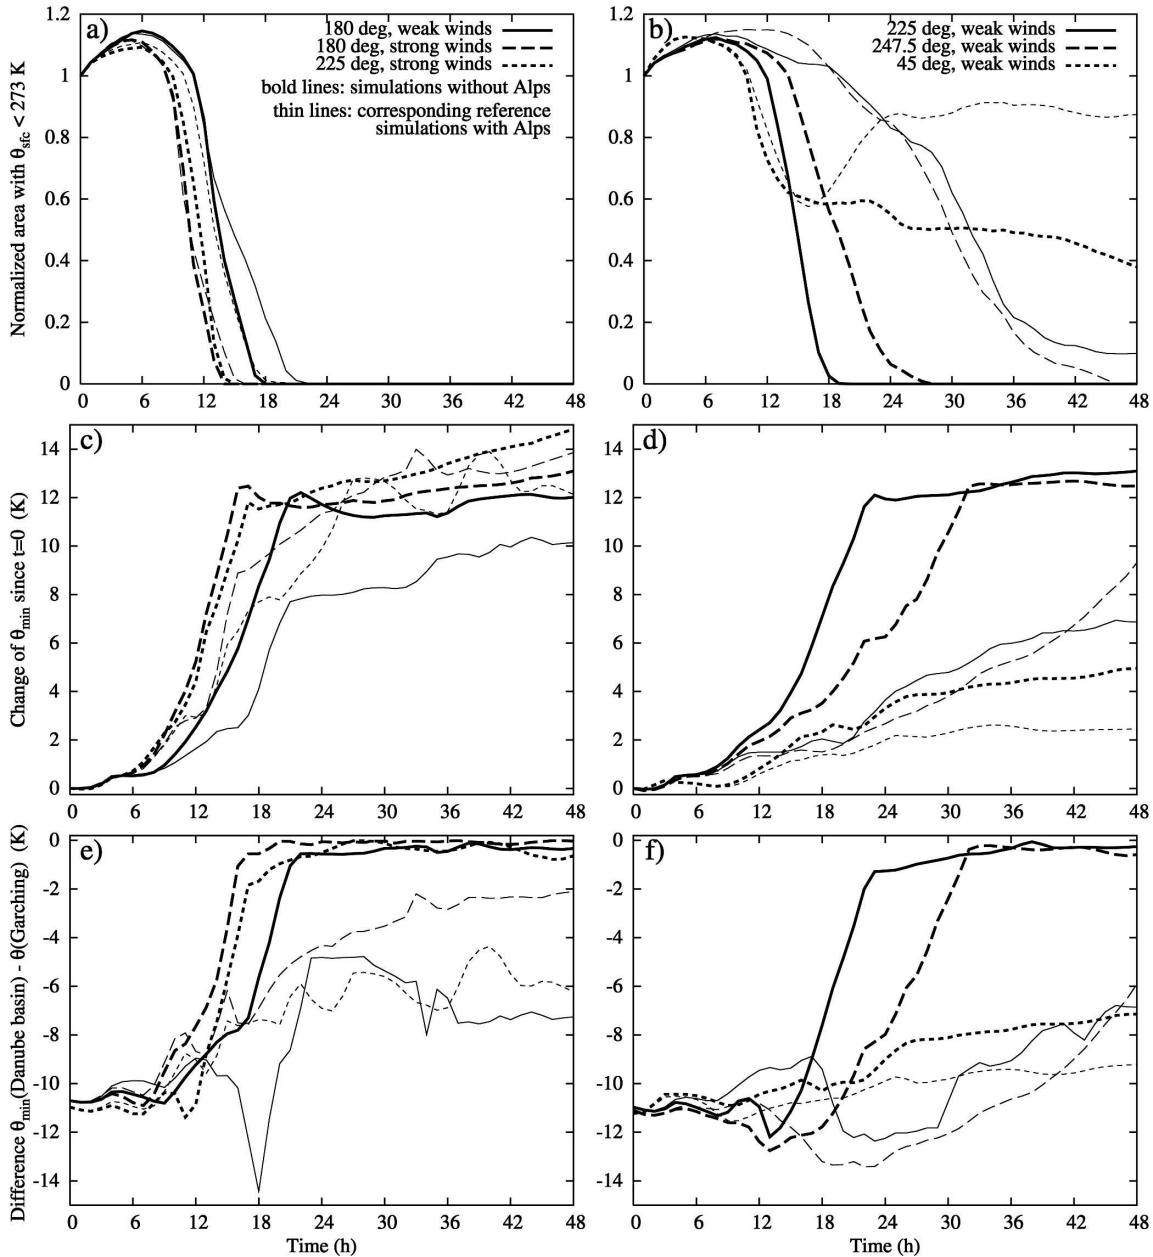 1.2
1
0.8
0.6
0.4
0.2
0
Normalized area with θsfc < 273 K
a)
180 deg, weak winds
180 deg, strong winds
225 deg, strong winds
bold lines: simulations without Alps
thin lines: corresponding reference
simulations with Alps
0 6 12 18 24 30 36 42 48
1.2
1
0.8
0.6
0.4
0.2
0
b)
225 deg, weak winds
247.5 deg, weak winds
45 deg, weak winds
0 6 12 18 24 30 36 42 48
14
12
10
8
6
4
2
0
Change of θmin since t=0 (K)
c)
0 6 12 18 24 30 36 42 48
14
12
10
8
6
4
2
0
d)
0 6 12 18 24 30 36 42 48
0
-2
-4
-6
-8
-10
-12
-14
Difference θmin(Danube basin) - θ(Garching) (K)
e)
0 6 12 18 24 30 36 42 48
Time (h)
0
-2
-4
-6
-8
-10
-12
-14
f)
0 6 12 18 24 30 36 42 48
Time (h)